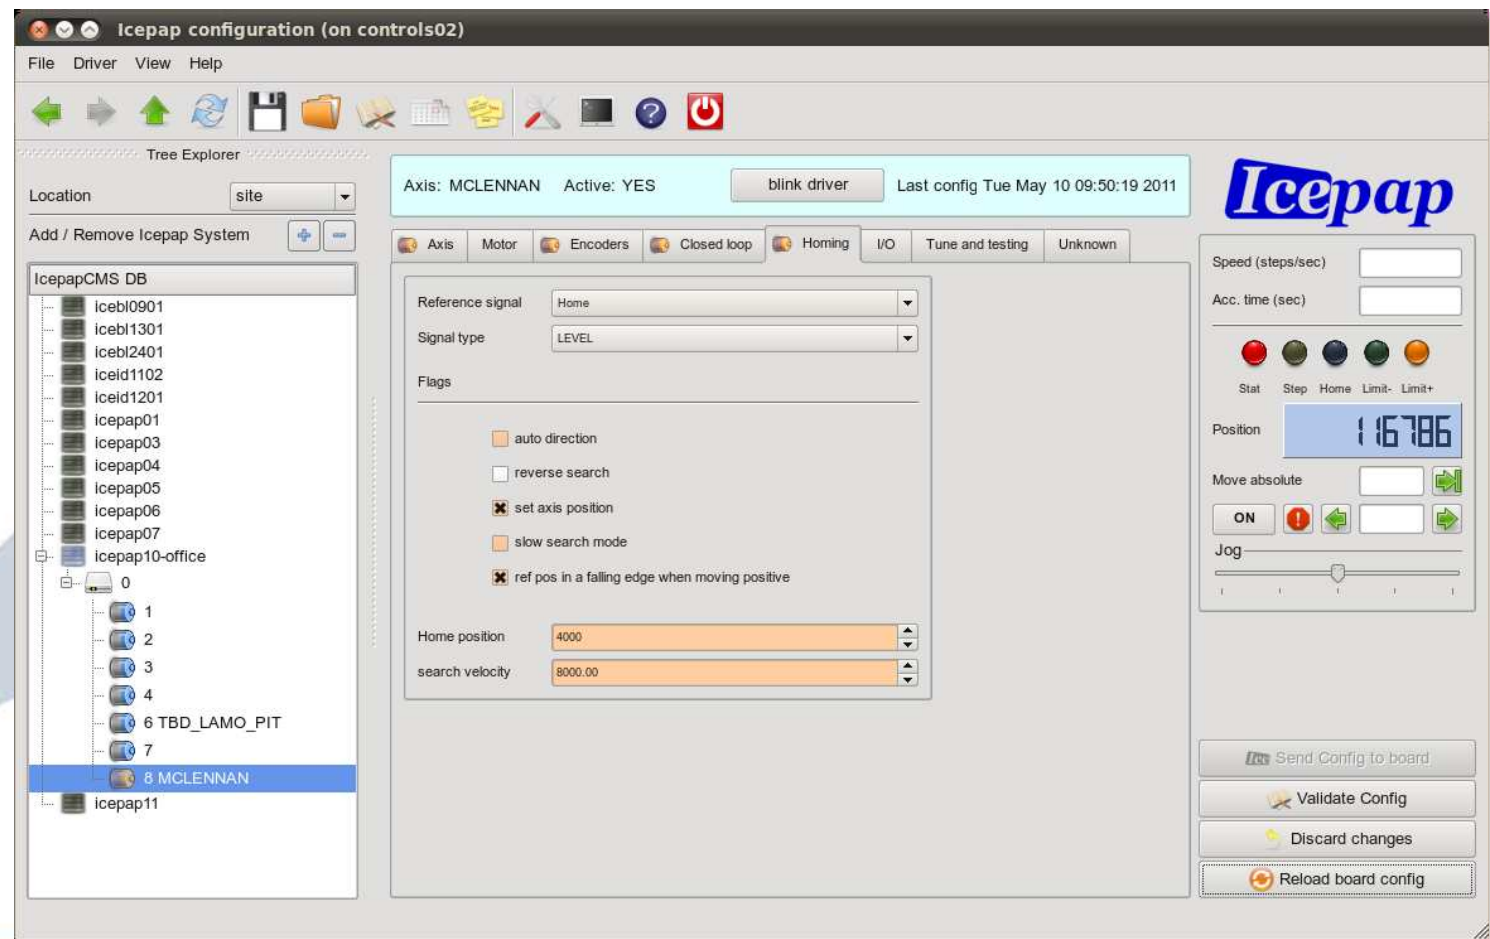 Icepap configuration (on controls02)
File Driver View Help
Tree Explorer
Location site
Add / Remove Icepap System
IcepapCMS DB
icebl0901
icebl1301
icebl2401
iceid1102
iceid1201
icepap01
icepap03
icepap04
icepap05
icepap06
icepap07
icepap10-office
0
1
2
3
4
6 TBD_LAMO_PIT
7
8 MCLENNAN
icepap11
Axis: MCLENNAN Active: YES blink driver Last config Tue May 10 09:50:19 2011
Axis Motor Encoders Closed loop Homing I/O Tune and testing Unknown
Reference signal Home
Signal type LEVEL
Flags
auto direction
reverse search
set axis position
slow search mode
ref pos in a falling edge when moving positive
Home position 4000
search velocity 8000.00
Icepap
Speed (steps/sec)
Acc. time (sec)
Stat Step Home Limit- Limit+
Position 116786
Move absolute
ON
Jog
Send Config to board
Validate Config
Discard changes
Reload board config